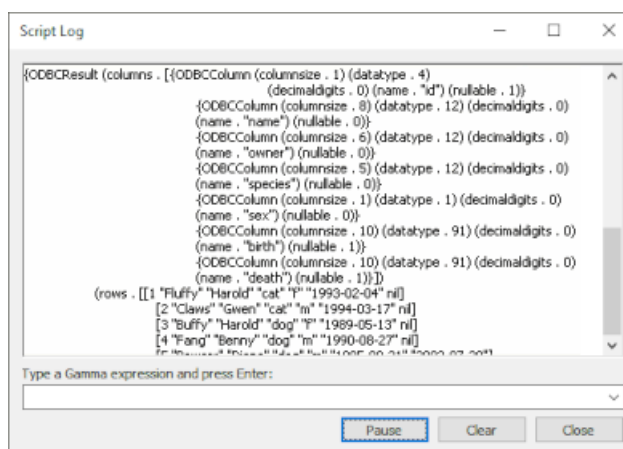 Script Log
{ODBCResult (columns . [{ODBCColumn (columnsize . 1) (datatype . 4)
(decimaldigits . 0) (name . "id") (nullable . 1)}
{ODBCColumn (columnsize . 8) (datatype . 12) (decimaldigits . 0)
(name . "name") (nullable . 0)}
{ODBCColumn (columnsize . 6) (datatype . 12) (decimaldigits . 0)
(name . "owner") (nullable . 0)}
{ODBCColumn (columnsize . 5) (datatype . 12) (decimaldigits . 0)
(name . "species") (nullable . 0)}
{ODBCColumn (columnsize . 1) (datatype . 1) (decimaldigits . 0)
(name . "sex") (nullable . 0)}
{ODBCColumn (columnsize . 10) (datatype . 91) (decimaldigits . 0)
(name . "birth") (nullable . 1)}
{ODBCColumn (columnsize . 10) (datatype . 91) (decimaldigits . 0)
(name . "death") (nullable . 1)}])
(rows . [[1 "Fluffy" "Harold" "cat" "f" "1993-02-04" nil]
[2 "Claws" "Gwen" "cat" "m" "1994-03-17" nil]
[3 "Buffy" "Harold" "dog" "f" "1989-05-13" nil]
[4 "Fang" "Benny" "dog" "m" "1990-08-27" nil]
Type a Gamma expression and press Enter:
Pause Clear Close